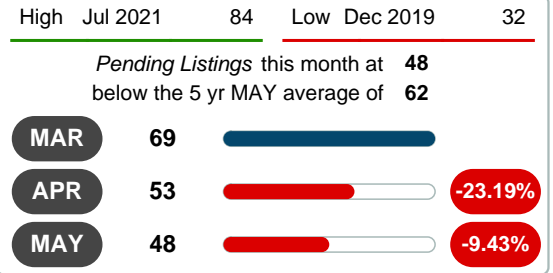 High Jul 2021 84 Low Dec 2019 32
Pending Listings this month at 48
below the 5 yr MAY average of 62
MAR 69
APR 53 -23.19%
MAY 48 -9.43%